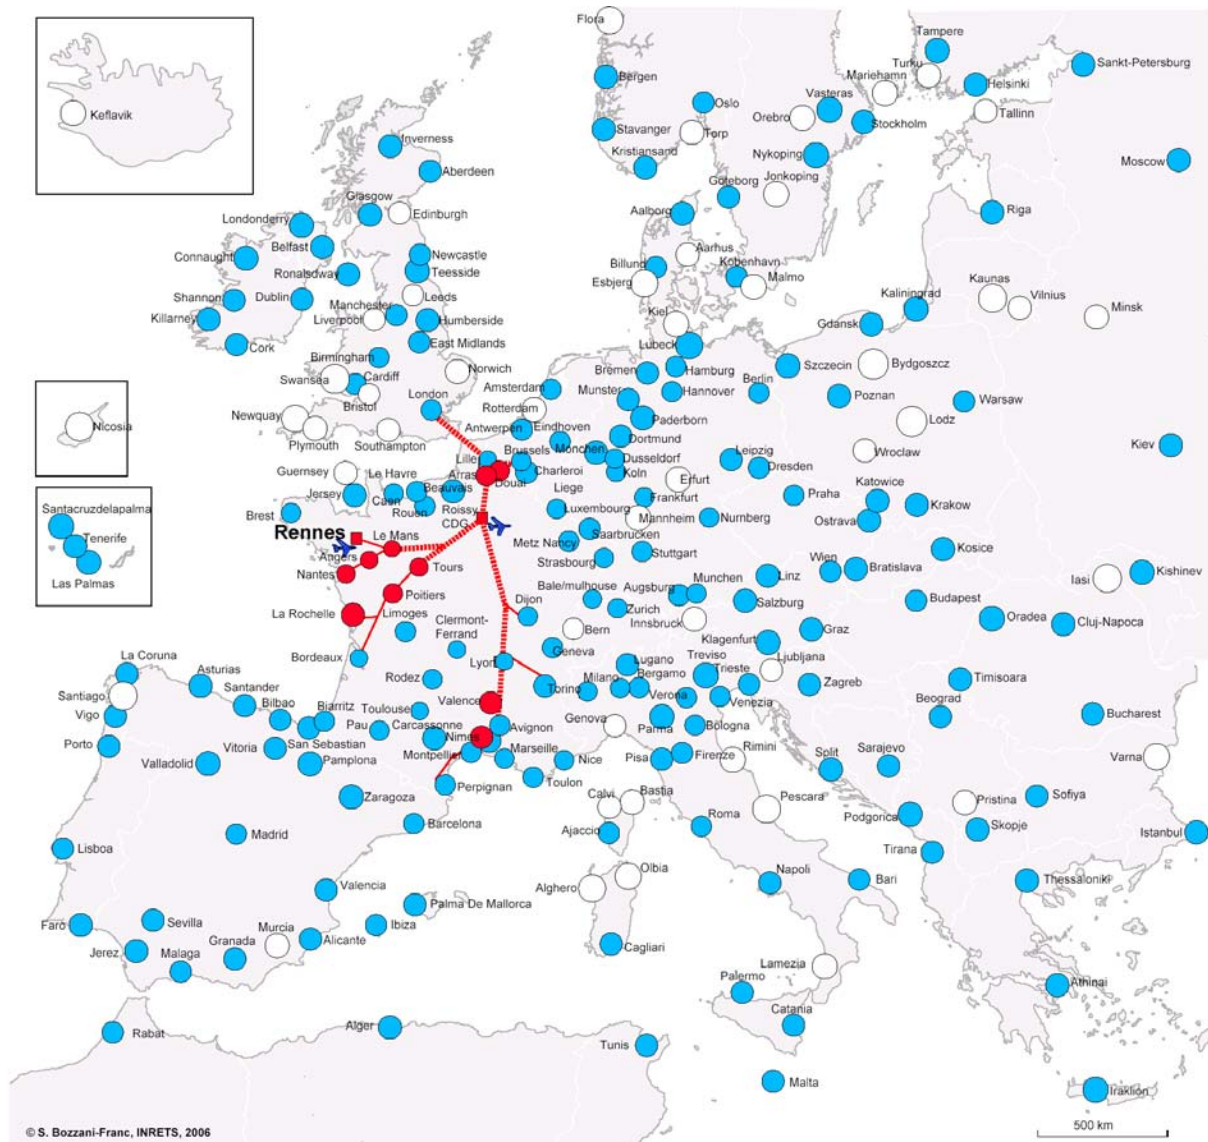 Flora
Tampere
Turku
Sankt-Petersburg
Bergen
Mariehamn
Helsinki
Keflavik
Oslo
Vasteras
Orebro
Stockholm
Tallinn
Stavanger
Torp
Inverness
Kristiansand
Nykoping
Moscow
Aberdeen
Jonkoping
Göteborg
Glasgow
Edinburgh
Aalborg
Riga
Londonderry
Belfast
Newcastle
Aarhus
Connaught
Ronalsdway
Teesside
Billund
Kobenhavn
Esbjerg
Malmo
Kaunas
Shannon
Dublin
Leeds
Manchester
Vilnius
Kaliningrad
Minsk
Killarney
Liverpool
Humberside
Kiel
Gdansk
Cork
East Midlands
Lubeck
Birmingham
Norwich
Bremen
Hamburg
Szczecin
Bydgoszcz
Swansea
Cardiff
Amsterdam
Munster
Hannover
Berlin
Bristol
London
Rotterdam
Poznan
Warsaw
Newquay
Paderborn
Lodz
Nicosia
Plymouth
Southampton
Antwerpen
Eindhoven
Dortmund
Kiev
Lille
Brussels
Monchen
Dusseldorf
Leipzig
Wroclaw
Guernsey
Le Havre
Arras
Douai
Charleroi
Koln
Erfurt
Dresden
Jersey
Caen
Beauvais
Liege
Frankfurt
Praha
Katowice
Santacruzdelapalma
Brest
Rouen
Roissy
CDG
Luxembourg
Mannheim
Nurnberg
Ostrava
Krakow
Rennes
Le Mans
Saarbrucken
Tenerife
Metz Nancy
Stuttgart
Kosice
Angers
Strasbourg
Las Palmas
Nantes
Tours
Wien
Bratislava
Iasi
Kishinev
Bale/mulhouse
Augsburg
Munchen
Linz
Poitiers
Zurich
Salzburg
Budapest
La Rochelle
Limoges
Dijon
Innsbruck
Oradea
Cluj-Napoca
Clermont-
Ferrand
Bern
Graz
Klagenfurt
Bordeaux
Geneva
Treviso
Ljubljana
La Coruna
Lyon
Lugano
Trieste
Asturias
Rodez
Torino
Milano
Bergamo
Zagreb
Timisoara
Santiago
Santander
Valence
Verona
Venezia
Beograd
Vigo
Bilbao
Biarritz
Toulouse
Bucharest
Pau
Carcassonne
Avignon
Genova
Parma
Bologna
Porto
Vitoria
San Sebastian
Nimes
Montpellier
Marseille
Nice
Pisa
Firenze
Rimini
Split
Sarajevo
Varna
Valladolid
Pamplona
Toulon
Perpignan
Zaragoza
Calvi
Bastia
Pescara
Pristina
Sofiya
Barcelona
Roma
Podgorica
Madrid
Ajaccio
Skopje
Istanbul
Lisboa
Tirana
Olbia
Valencia
Alghero
Napoli
Bari
Thessaloniki
Palma De Mallorca
Faro
Sevilla
Murcia
Ibiza
Jerez
Granada
Alicante
Cagliari
Malaga
Lamezia
Palermo
Athinai
Catania
Rabat
Alger
Tunis
Malta
Iraklion
500 km
© S. Bozzani-Franc, INRETS, 2006